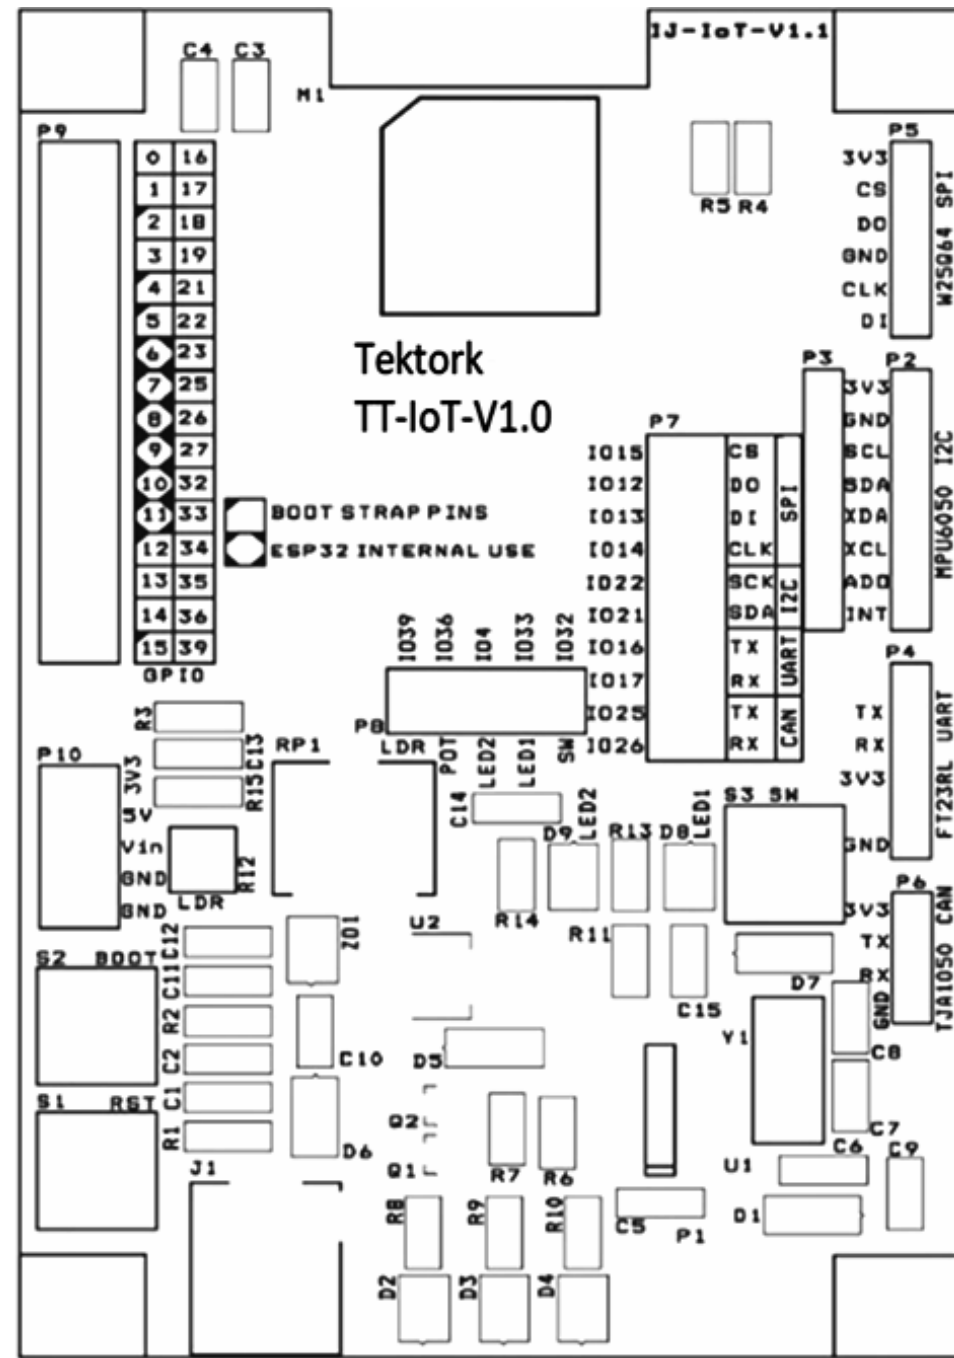 IJ-IoT-V1.1
C4 C3
M1
P9
0 16
1 17
2 18
3 19
4 21
5 22
6 23
7 25
8 26
9 27
10 32
11 33
12 34
13 35
14 36
15 39
GPIO
R5 R4
P5
3V3
CS
DO
GND
CLK
DI
W25Q64 SPI
Tektork
TT-IoT-V1.0
BOOT STRAP PINS
ESP32 INTERNAL USE
P7
IO15 CS
IO12 DO
IO13 DI
IO14 CLK
SPI
IO22 SCK
IO21 SDA
I2C
IO16 TX
IO17 RX
UART
IO25 TX
IO26 RX
CAN
P3
P2
3V3
GND
SCL
SDA
XDA
XCL
ADO
INT
MPU6050 I2C
IO39 IO36 IO4 IO33 IO32
P8
LDR POT LED2 LED1 SW
P4
TX
RX
3V3
GND
FT23RL UART
R3
C13
R15
P10
3V3
5V
Vin
GND
GND
RP1
R12
LDR
C14
D9 LED2
R13
D8 LED1
S3 SW
R14
P6
3V3
TX
RX
GND
TJA1050 CAN
S2 BOOT
C12
C11
R2
C2
C1
R1
ZD1
U2
R11
C15
D7
Y1
C8
C10
D5
S1 RST
D6
Q2
Q1
R7 R6
C7
J1
U1
C6
C9
R8
R9
R10
C5
P1
D1
D2
D3
D4